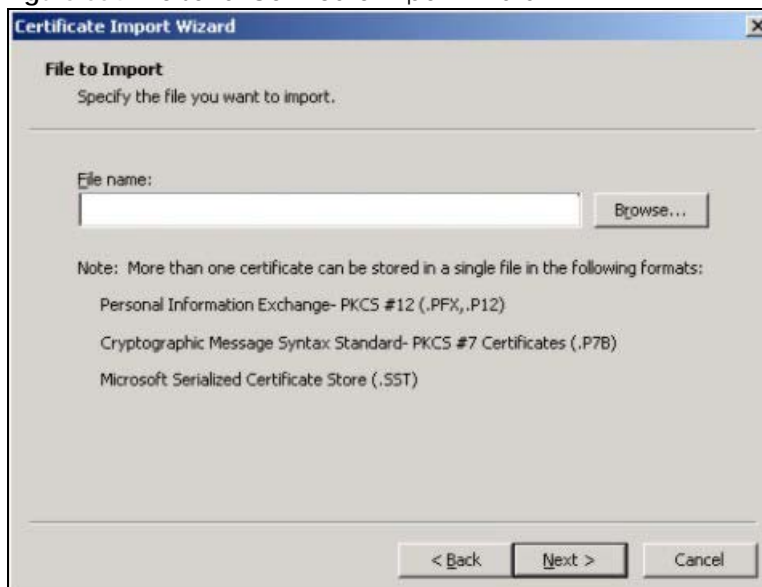 Certificate Import Wizard
File to Import
Specify the file you want to import.
File name:
Browse...
Note: More than one certificate can be stored in a single file in the following formats:
Personal Information Exchange- PKCS #12 (.PFX,.P12)
Cryptographic Message Syntax Standard- PKCS #7 Certificates (.P7B)
Microsoft Serialized Certificate Store (.SST)
< Back Next > Cancel